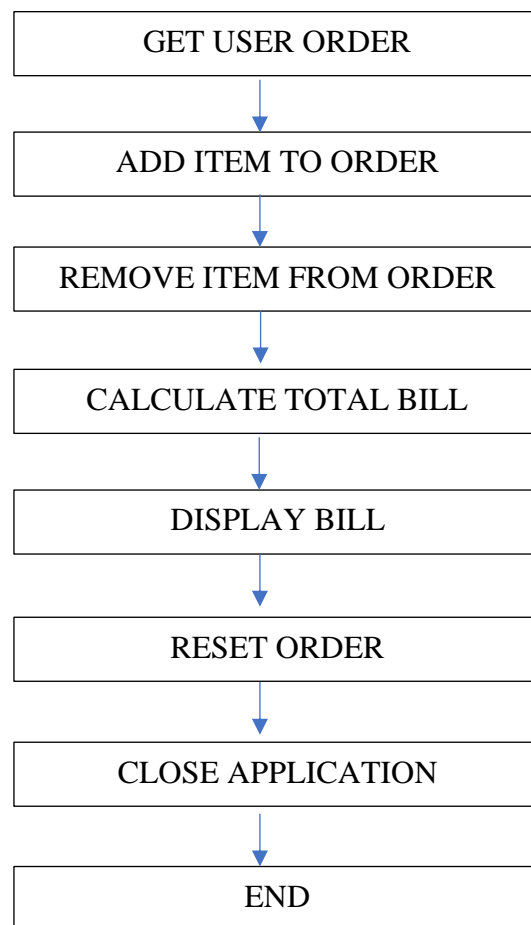 GET USER ORDER
ADD ITEM TO ORDER
REMOVE ITEM FROM ORDER
CALCULATE TOTAL BILL
DISPLAY BILL
RESET ORDER
CLOSE APPLICATION
END